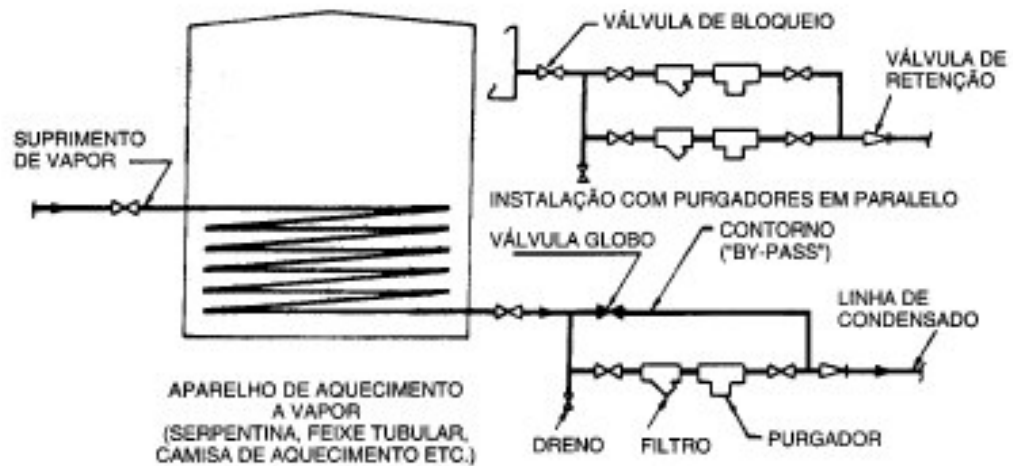 VÁLVULA DE BLOQUEIO
VÁLVULA DE
RETENÇÃO
SUPRIMENTO
DE VAPOR
INSTALAÇÃO COM PURGADORES EM PARALELO
VÁLVULA GLOBO
CONTORNO
("BY-PASS")
LINHA DE
CONDENSADO
APARELHO DE AQUECIMENTO
A VAPOR
(SERPENTINA, FEIXE TUBULAR,
CAMISA DE AQUECIMENTO ETC.)
DRENO
FILTRO
PURGADOR